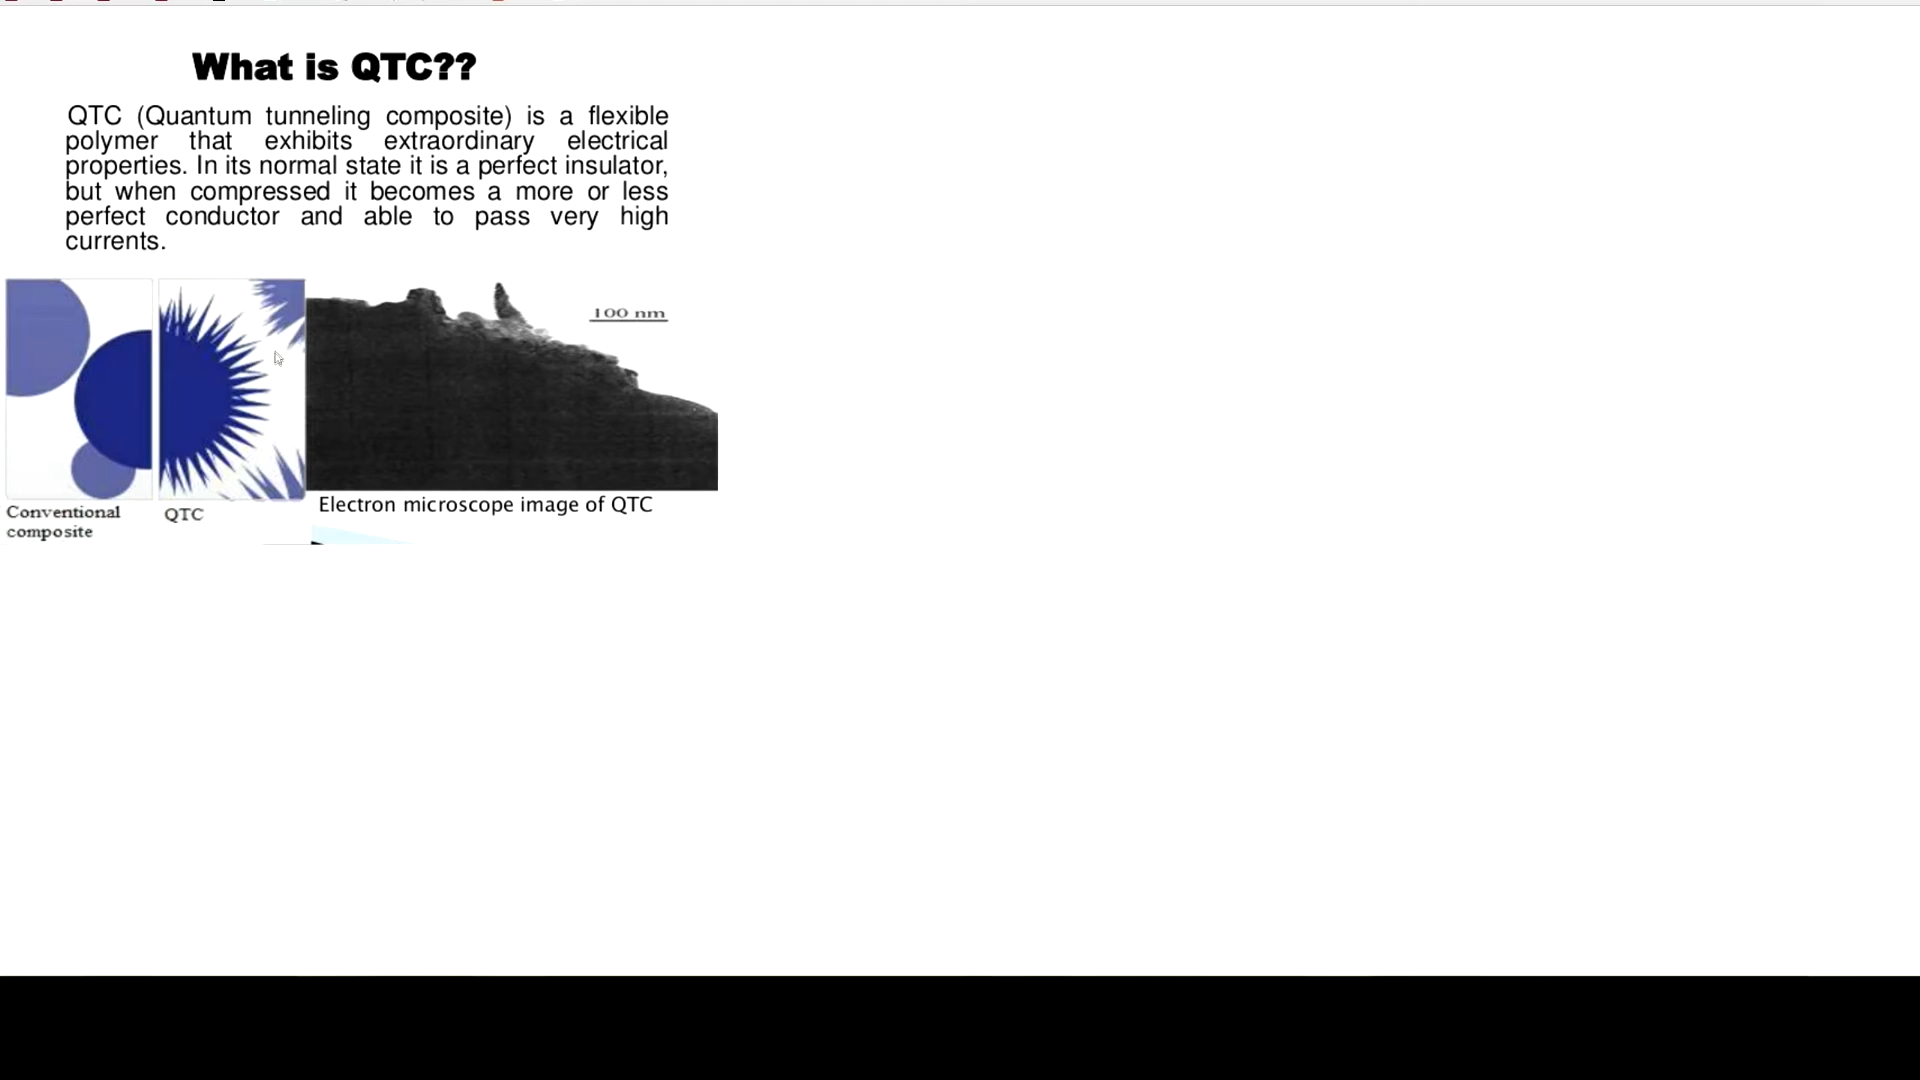 What is QTC??
QTC (Quantum tunneling composite) is a flexible
polymer that exhibits extraordinary electrical
properties. In its normal state it is a perfect insulator,
but when compressed it becomes a more or less
perfect conductor and able to pass very high
currents.
100 nm
Electron microscope image of QTC
Conventional
composite
QTC